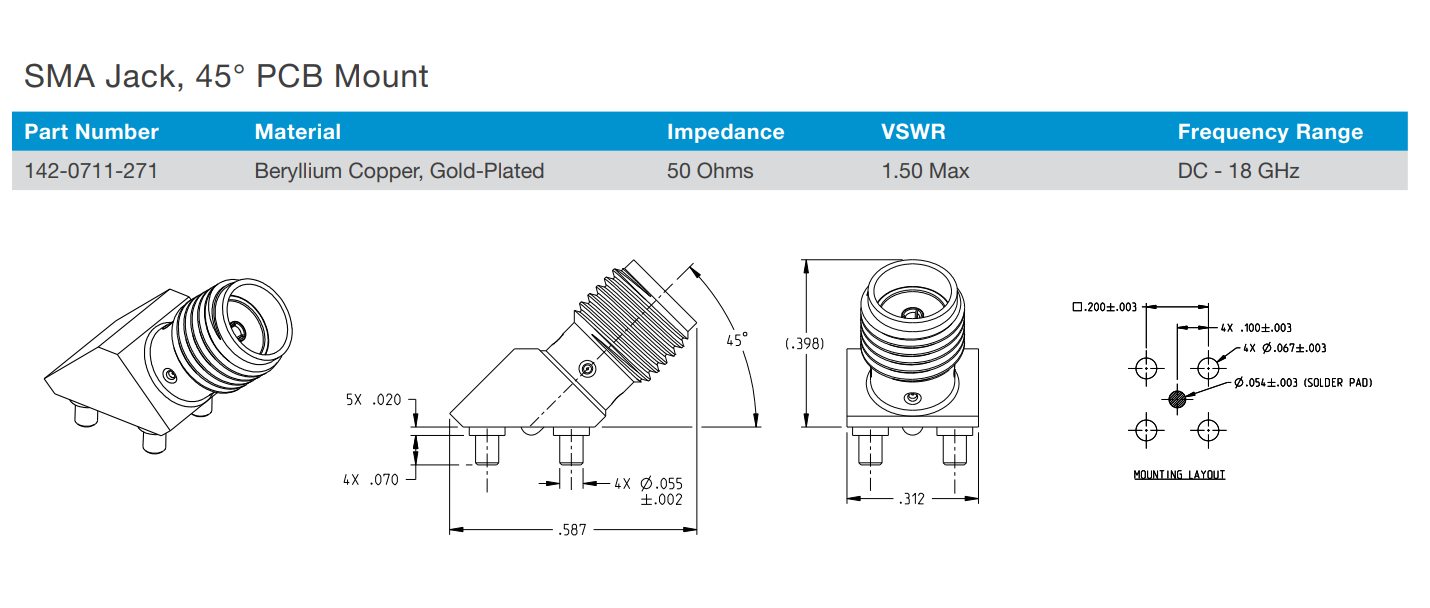 SMA Jack, 45° PCB Mount
Part Number Material Impedance VSWR Frequency Range
142-0711-271 Beryllium Copper, Gold-Plated 50 Ohms 1.50 Max DC - 18 GHz
5X .020
4X .070
4X Ø.055
±.002
.587
45°
(.398)
.312
□.200±.003
4X .100±.003
4X Ø.067±.003
Ø.054±.003 (SOLDER PAD)
MOUNTING LAYOUT